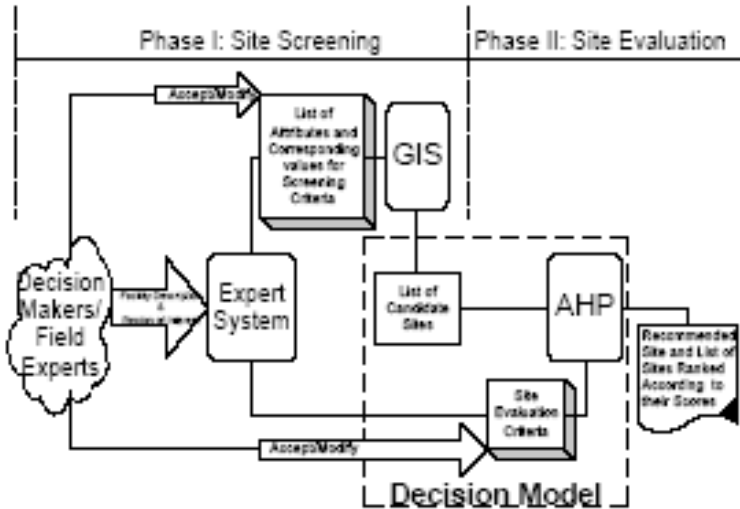 Phase I: Site Screening
Phase II: Site Evaluation
Accept/Modify
List of
Attributes and
Corresponding
values for
Screening
Criteria
GIS
Decision
Makers/
Field
Experts
&
Expert
System
List of
Candidate
Sites
AHP
Recommended
Site and List of
Sites Ranked
According to
their Scores
Site
Evaluation
Criteria
Accept/Modify
Decision Model